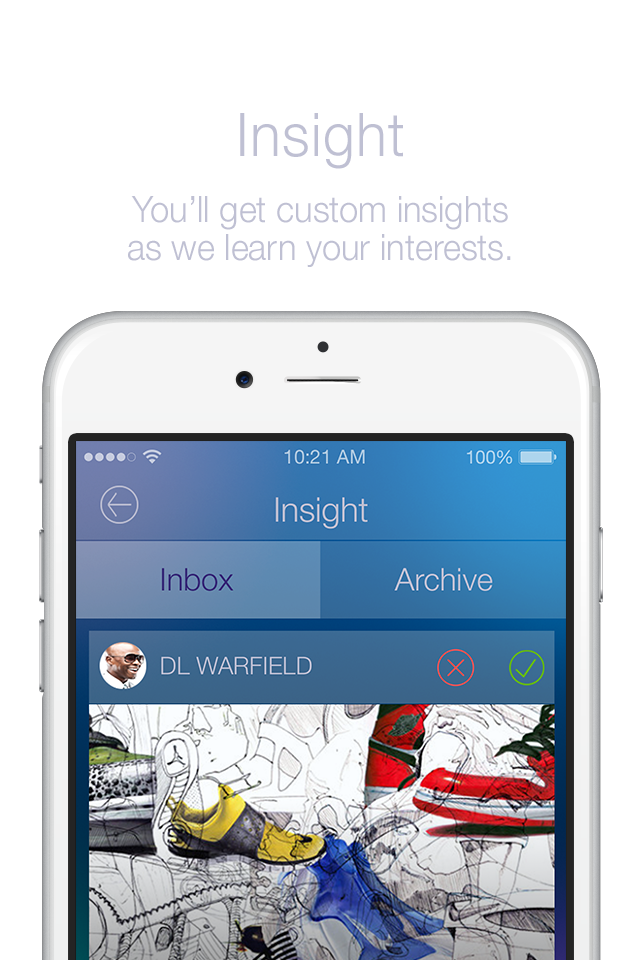 Insight
You’ll get custom insights
as we learn your interests.
10:21 AM 100%
Insight
Inbox Archive
DL WARFIELD